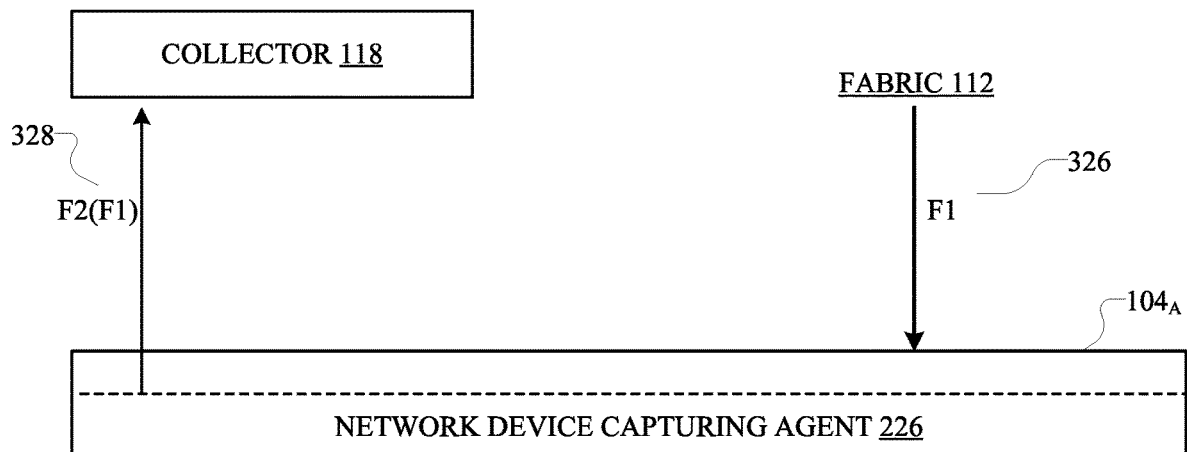 COLLECTOR 118
FABRIC 112
328
326
F2(F1)
F1
104A
NETWORK DEVICE CAPTURING AGENT 226